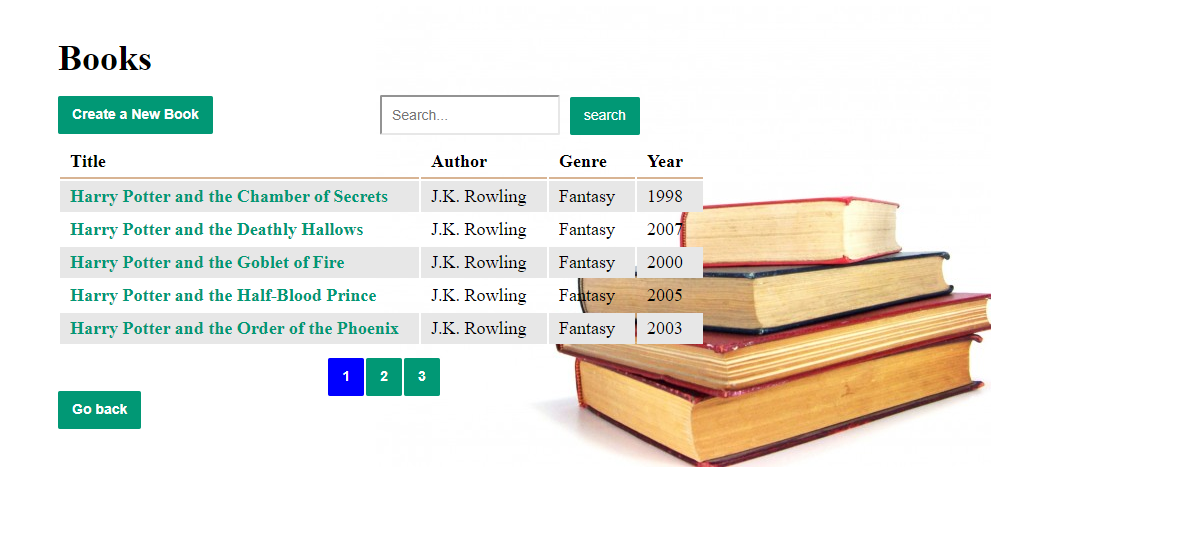 Books
Create a New Book Search... search
Title Author Genre Year
Harry Potter and the Chamber of Secrets J.K. Rowling Fantasy 1998
Harry Potter and the Deathly Hallows J.K. Rowling Fantasy 2007
Harry Potter and the Goblet of Fire J.K. Rowling Fantasy 2000
Harry Potter and the Half-Blood Prince J.K. Rowling Fantasy 2005
Harry Potter and the Order of the Phoenix J.K. Rowling Fantasy 2003
1 2 3
Go back